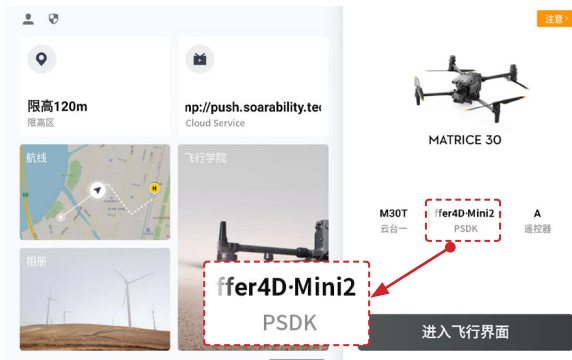 注意
限高120m
限高区
np://push.soarability.tec
Cloud Service
航线
飞行学院
H
相册
MATRICE 30
M30T
云台一
ffer4D·Mini2
PSDK
A
遥控器
ffer4D·Mini2
PSDK
进入飞行界面